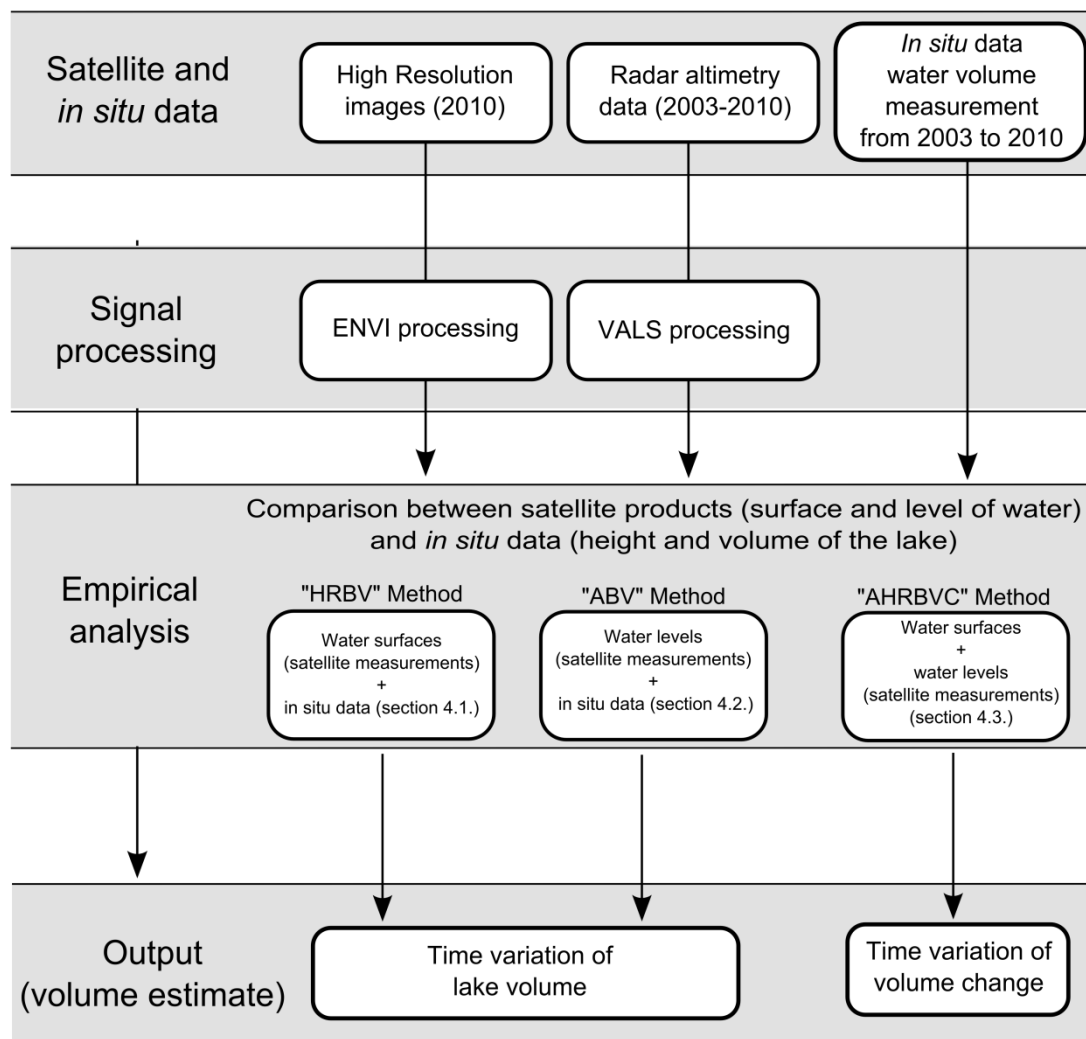 Satellite and
in situ data
High Resolution
images (2010)
Radar altimetry
data (2003-2010)
In situ data
water volume
measurement
from 2003 to 2010
Signal
processing
ENVI processing
VALS processing
Comparison between satellite products (surface and level of water)
and in situ data (height and volume of the lake)
Empirical
analysis
"HRBV" Method
Water surfaces
(satellite measurements)
+
in situ data (section 4.1.)
"ABV" Method
Water levels
(satellite measurements)
+
in situ data (section 4.2.)
"AHRBVC" Method
Water surfaces
+
water levels
(satellite measurements)
(section 4.3.)
Output
(volume estimate)
Time variation of
lake volume
Time variation of
volume change